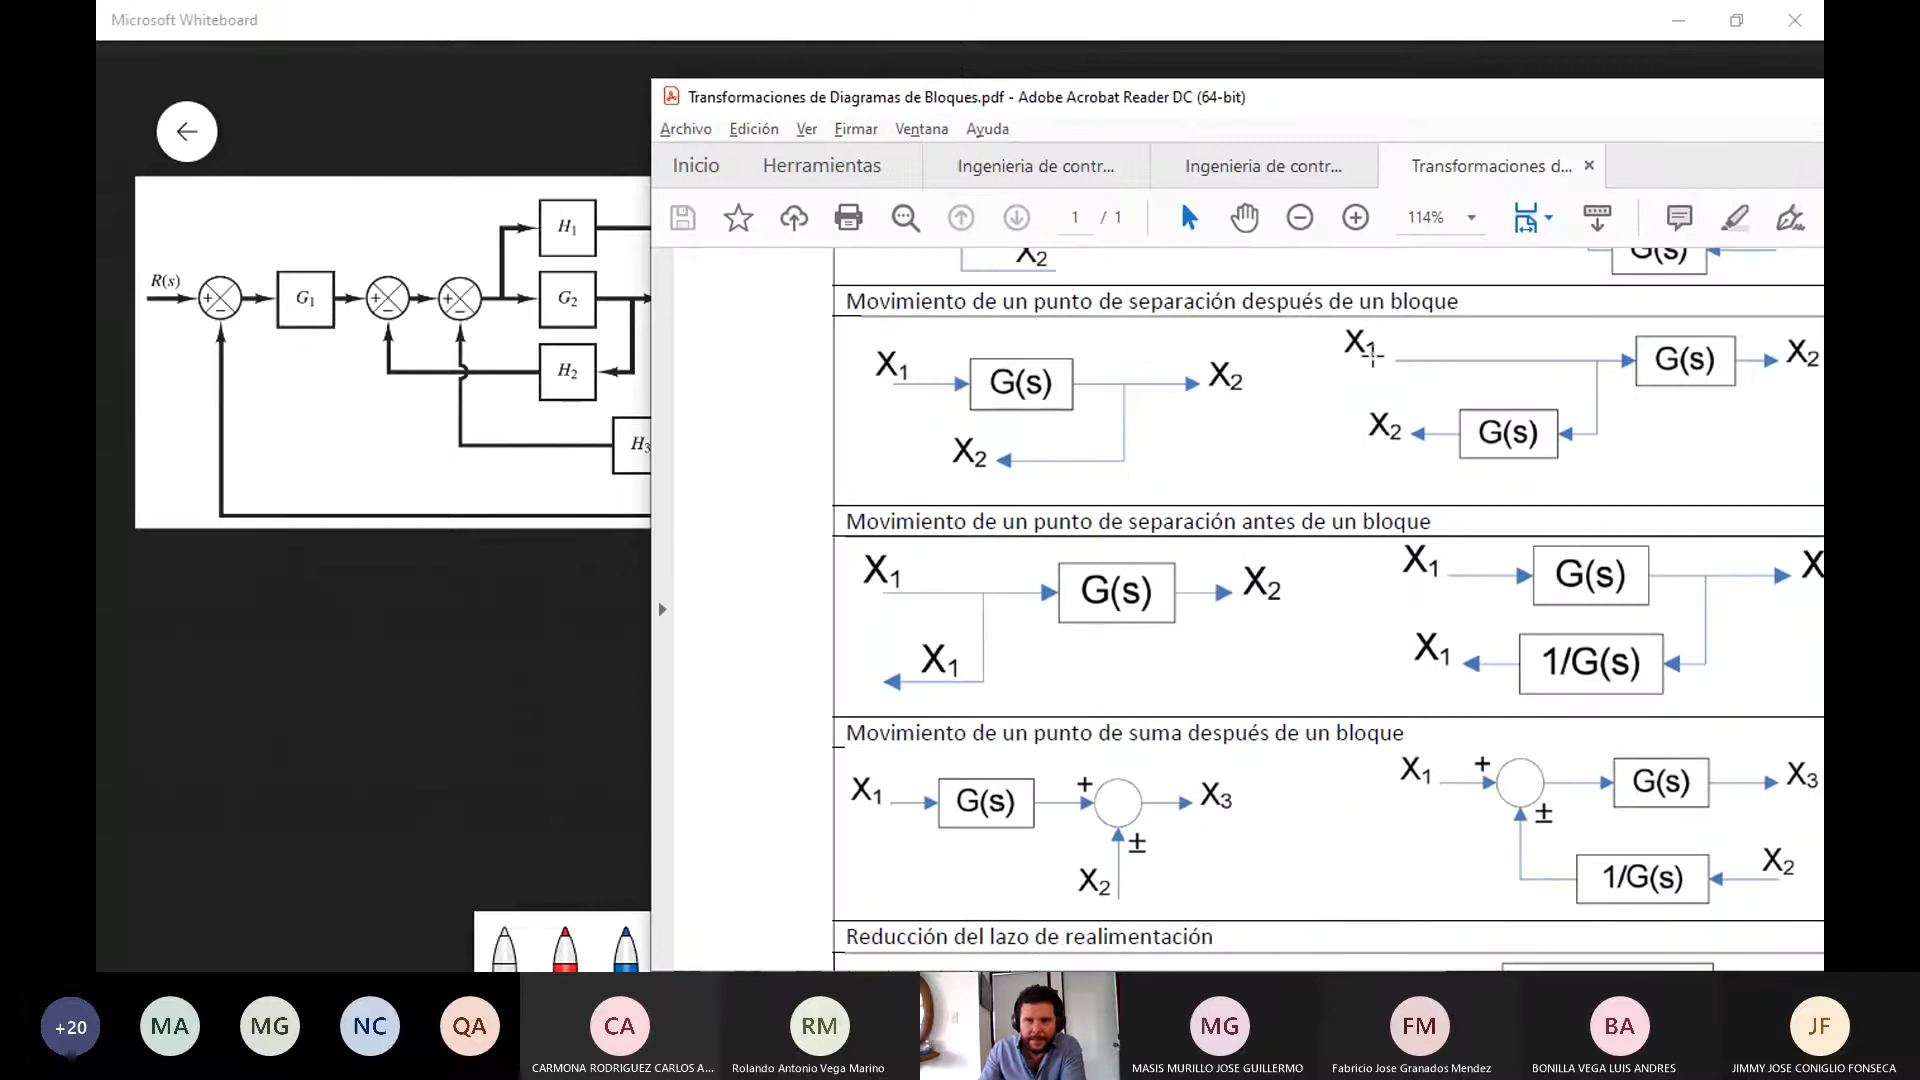 Microsoft Whiteboard
Transformaciones de Diagramas de Bloques.pdf - Adobe Acrobat Reader DC (64-bit)
Archivo Edición Ver Firmar Ventana Ayuda
Inicio Herramientas Ingenieria de contr... Ingenieria de contr... Transformaciones d... ×
1 / 1 114%
R(s) + − G1 + − + − H1 G2 H2 H3
X2 G(s)
Movimiento de un punto de separación después de un bloque
X1 G(s) X2 X1 G(s) X2
X2 X2 G(s)
Movimiento de un punto de separación antes de un bloque
X1 G(s) X2 X1 G(s) X
X1 X1 1/G(s)
Movimiento de un punto de suma después de un bloque
X1 G(s) + X3 X1 + G(s) X3
± ±
X2 1/G(s) X2
Reducción del lazo de realimentación
+20 MA MG NC QA CA RM MG FM BA JF
CARMONA RODRIGUEZ CARLOS A... Rolando Antonio Vega Marino MASIS MURILLO JOSE GUILLERMO Fabricio Jose Granados Mendez BONILLA VEGA LUIS ANDRES JIMMY JOSE CONIGLIO FONSECA